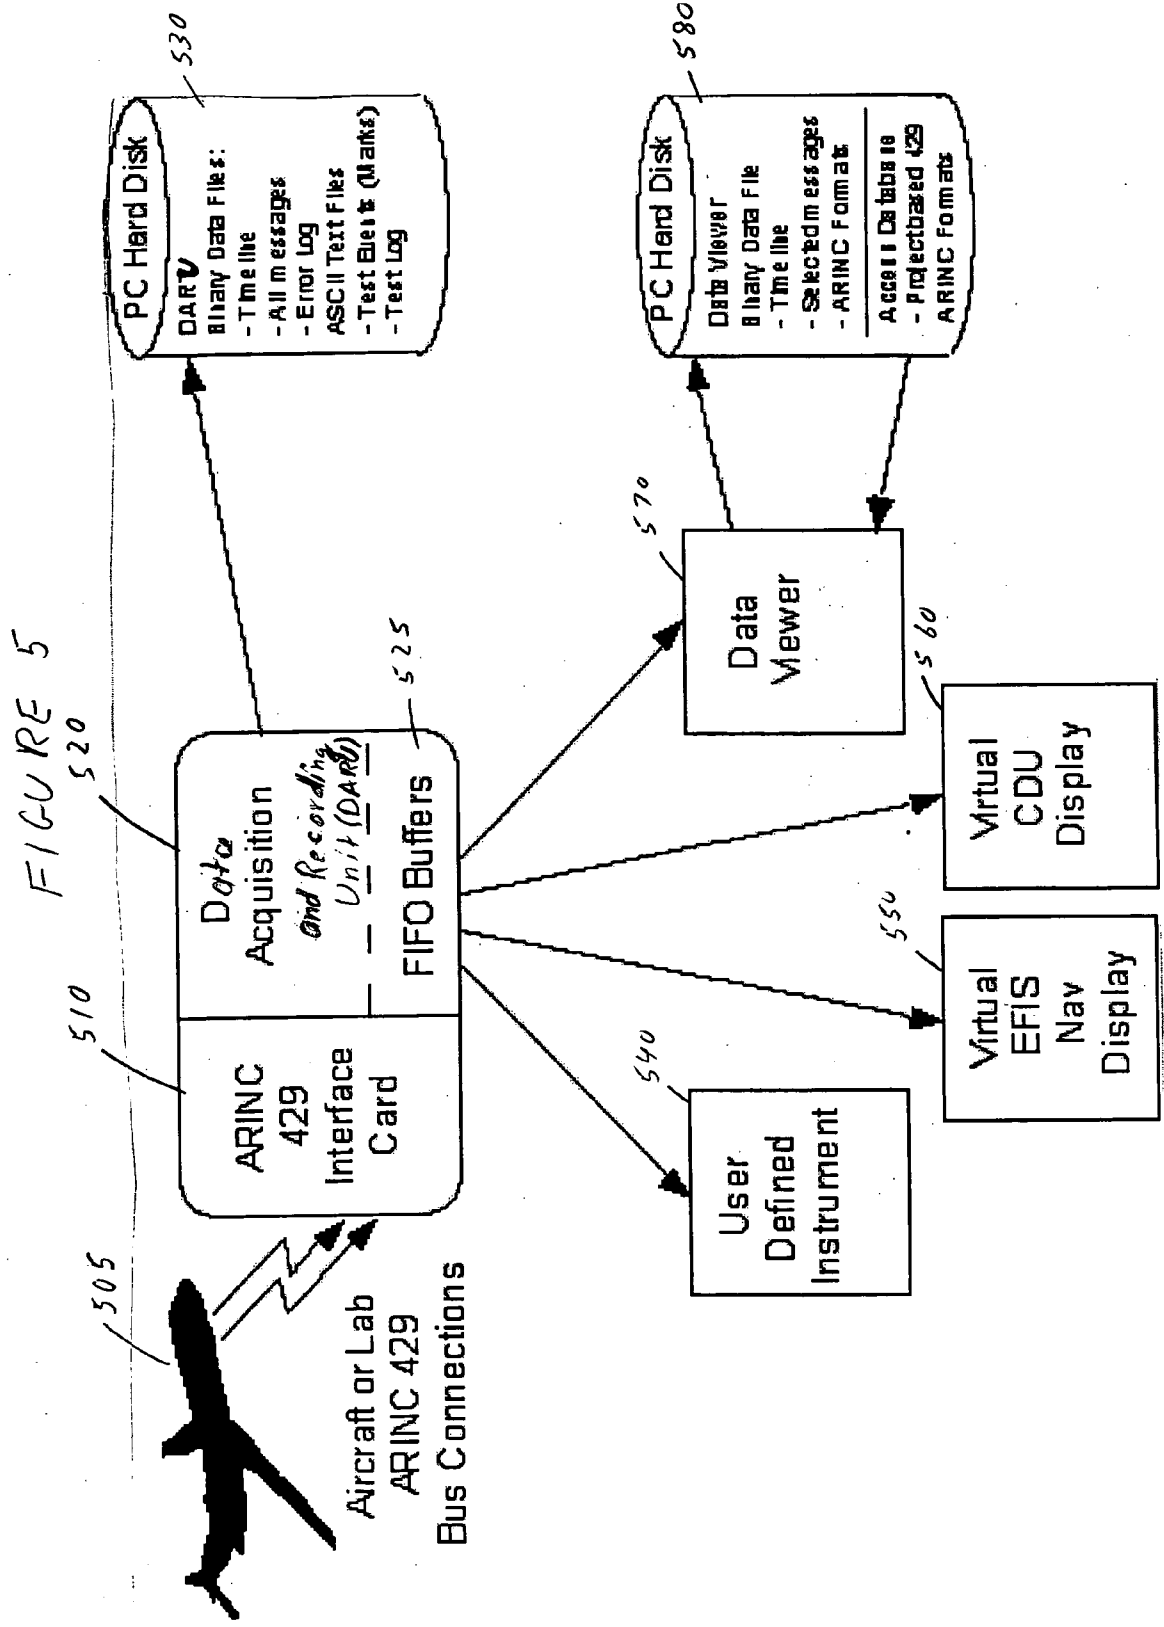 FIGURE 5
505
510
520
530
Aircraft or Lab
ARINC 429
Bus Connections
ARINC
429
Interface
Card
Data
Acquisition
and Recording
Unit (DARU)
FIFO Buffers
525
PC Hard Disk
DARU
Binary Data Files:
- Timeline
- All messages
- Error Log
ASCII Text Files
- Test Events (Marks)
- Test Log
540
User
Defined
Instrument
550
Virtual
EFIS
Nav
Display
560
Virtual
CDU
Display
570
Data
Viewer
580
PC Hard Disk
Data Viewer
Binary Data File
- Timeline
- Selected messages
- ARINC Formats
Access Database
- Project based 429
ARINC Formats